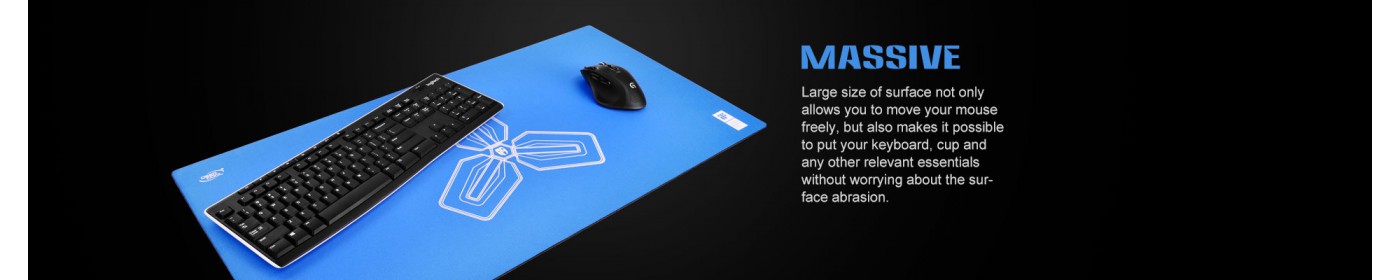 MASSIVE
Large size of surface not only
allows you to move your mouse
freely, but also makes it possible
to put your keyboard, cup and
any other relevant essentials
without worrying about the sur-
face abrasion.